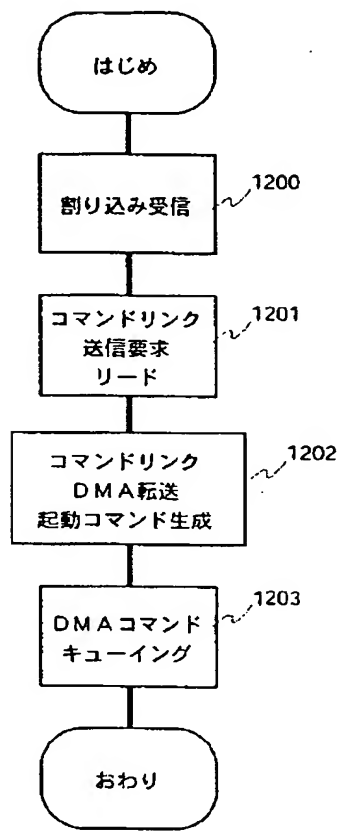 はじめ
割り込み受信
1200
コマンドリンク
送信要求
リード
1201
コマンドリンク
DMA転送
起動コマンド生成
1202
DMAコマンド
キューイング
1203
おわり